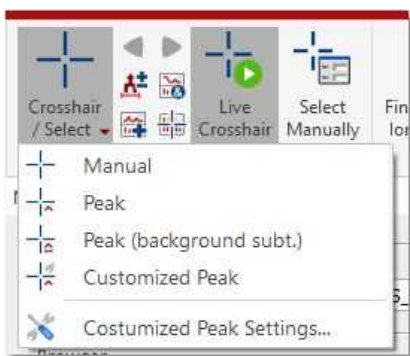 Crosshair
/ Select
Live
Crosshair
Select
Manually
Manual
Peak
Peak (background subt.)
Customized Peak
Costumized Peak Settings...